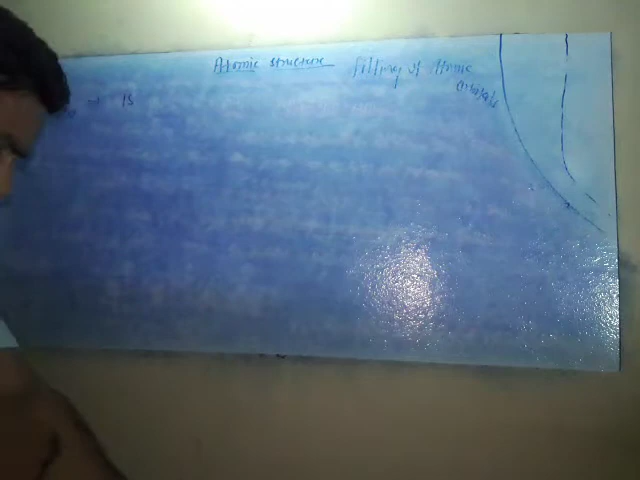 Atomic structure filling of Atomic
Orbitals
→ 1s